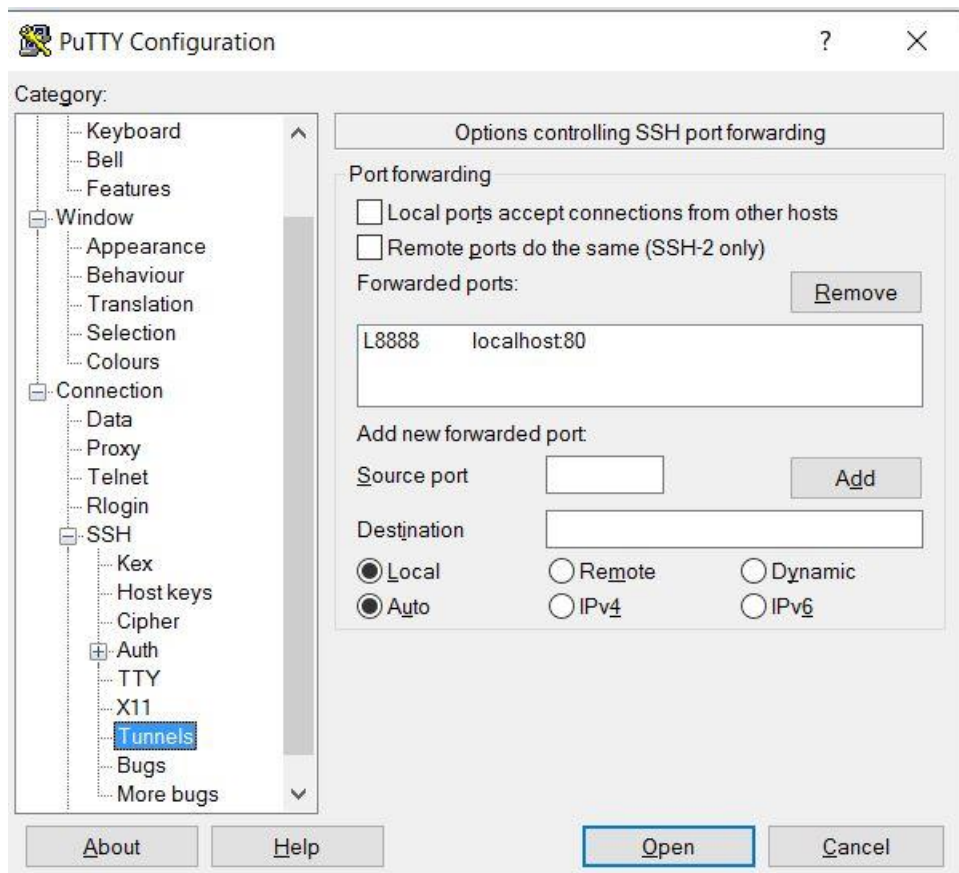 PuTTY Configuration
?
Category:
Keyboard
Bell
Features
Window
Appearance
Behaviour
Translation
Selection
Colours
Connection
Data
Proxy
Telnet
Rlogin
SSH
Kex
Host keys
Cipher
Auth
TTY
X11
Tunnels
Bugs
More bugs
Options controlling SSH port forwarding
Port forwarding
Local ports accept connections from other hosts
Remote ports do the same (SSH-2 only)
Forwarded ports:
Remove
L8888 localhost:80
Add new forwarded port:
Source port
Add
Destination
Local Remote Dynamic
Auto IPv4 IPv6
About Help Open Cancel